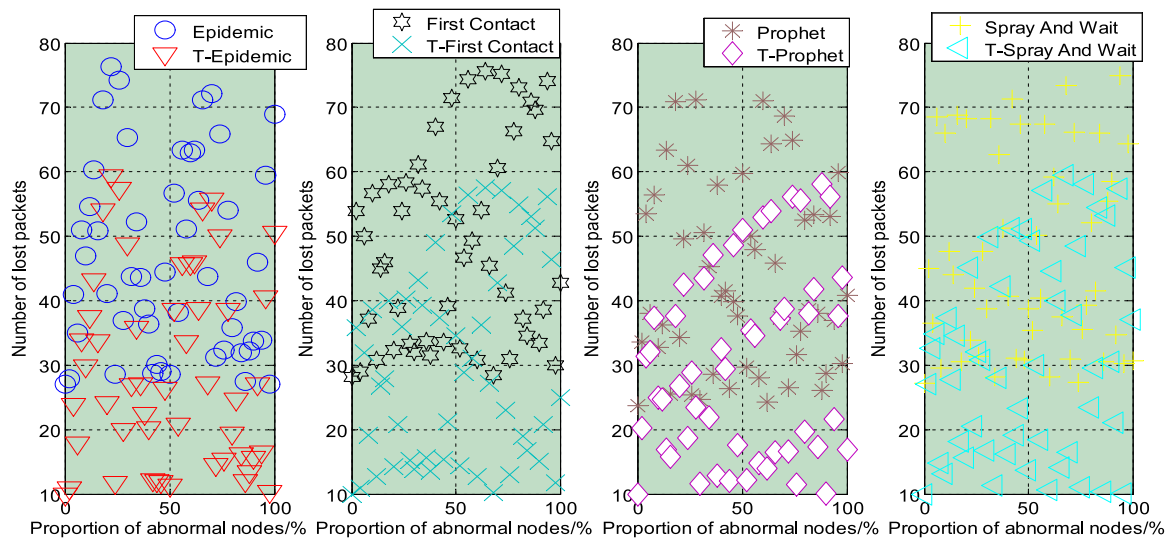 Epidemic
T-Epidemic
First Contact
T-First Contact
Prophet
T-Prophet
Spray And Wait
T-Spray And Wait
80
70
60
50
40
30
20
10
Number of lost packets
0
50
100
Proportion of abnormal nodes/%
80
70
60
50
40
30
20
10
Number of lost packets
0
50
100
Proportion of abnormal nodes/%
80
70
60
50
40
30
20
10
Number of lost packets
0
50
100
Proportion of abnormal nodes/%
80
70
60
50
40
30
20
10
Number of lost packets
0
50
100
Proportion of abnormal nodes/%